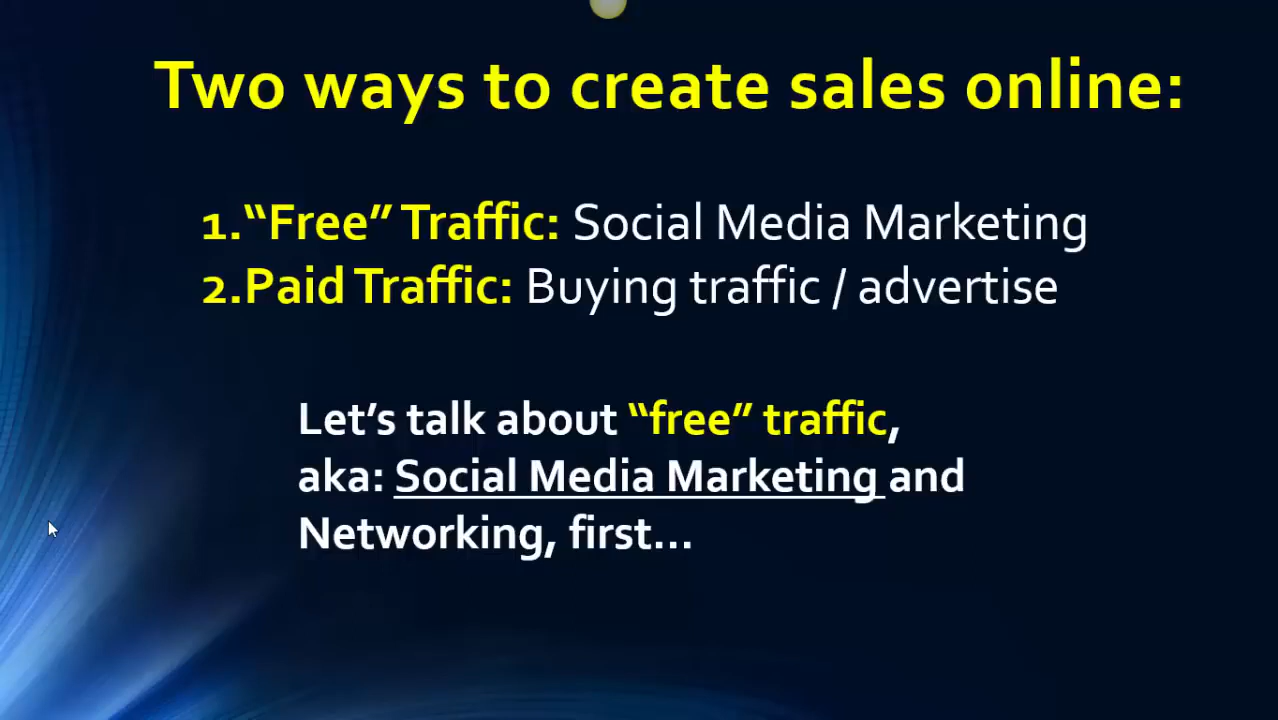 Two ways to create sales online:
1.“Free” Traffic: Social Media Marketing
2.Paid Traffic: Buying traffic / advertise
Let’s talk about “free” traffic,
aka: Social Media Marketing and
Networking, first…